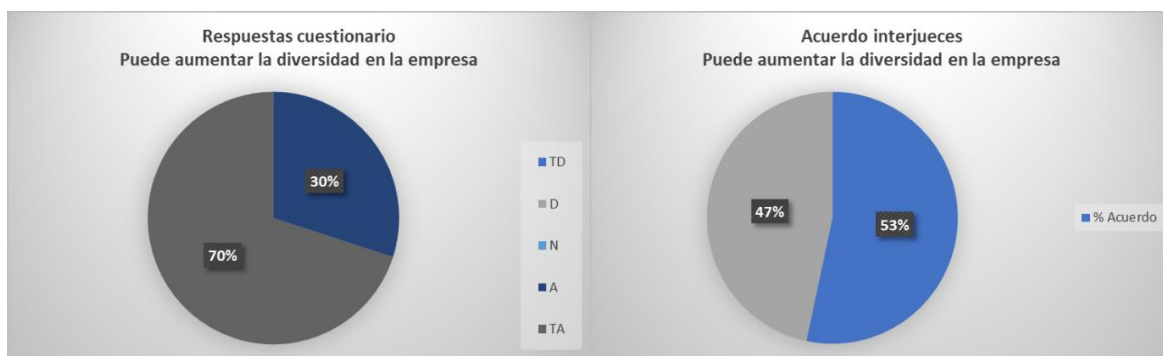 Respuestas cuestionario
Puede aumentar la diversidad en la empresa
30%
70%
TD
D
N
A
TA
Acuerdo interjueces
Puede aumentar la diversidad en la empresa
47%
53%
% Acuerdo